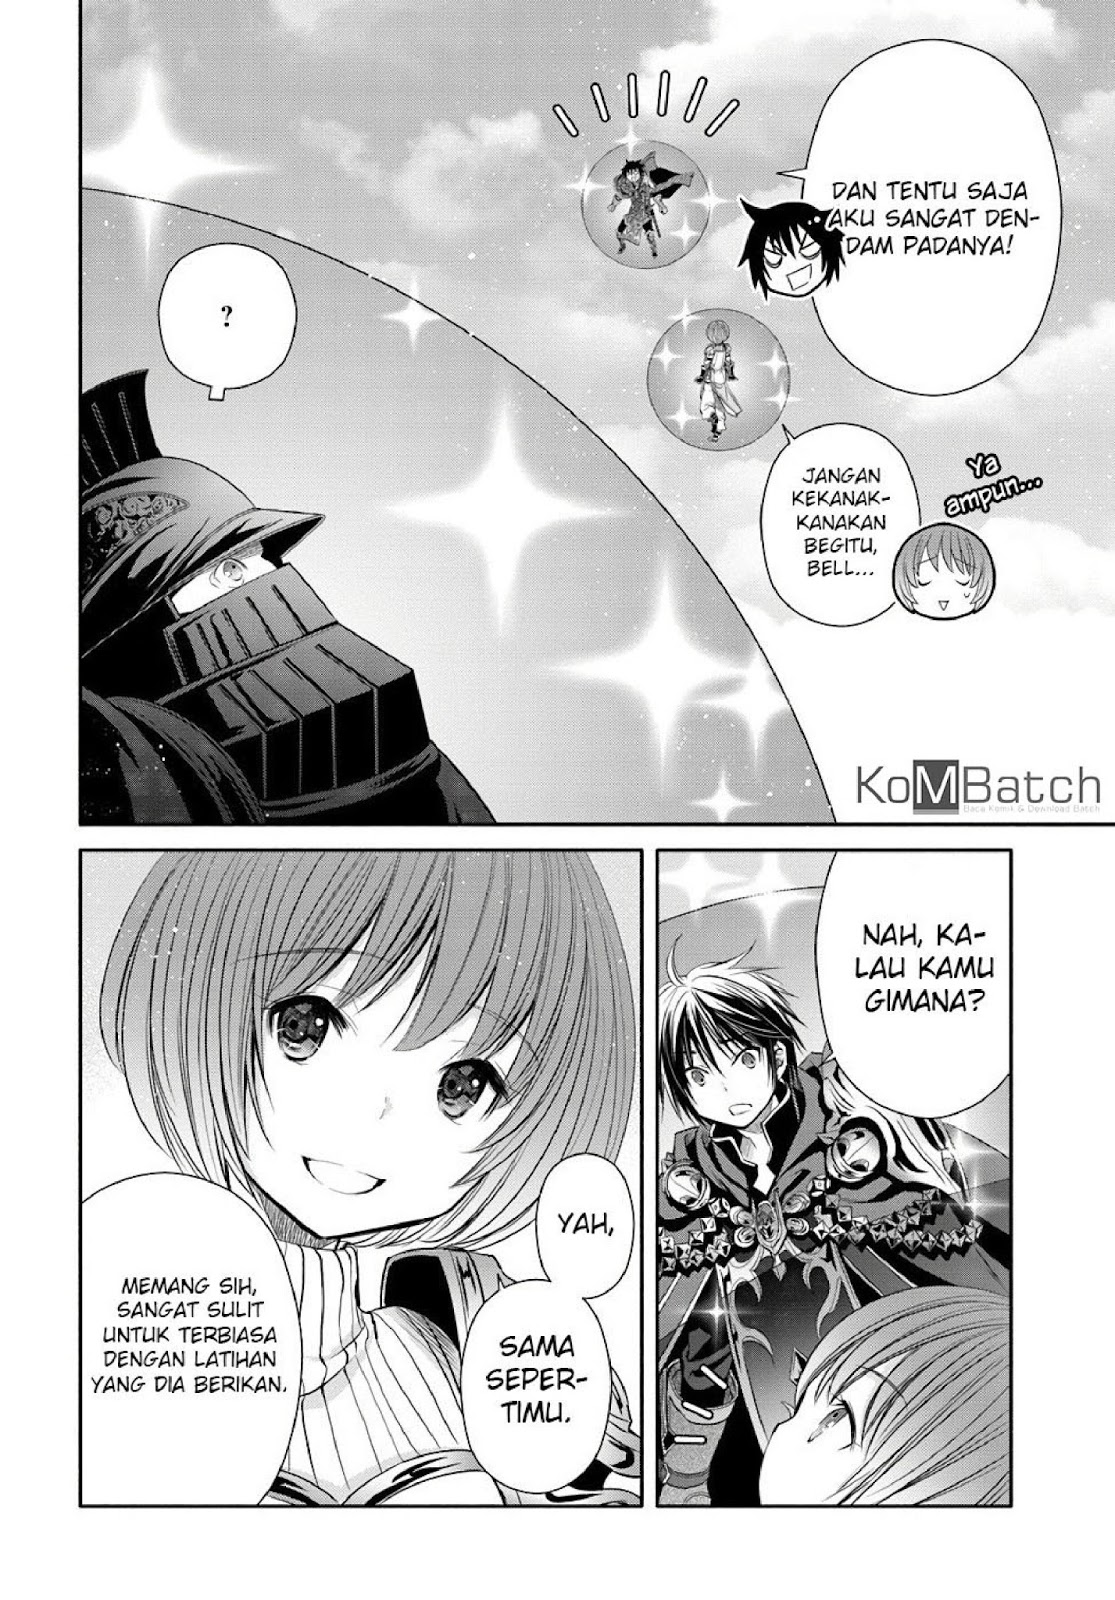 DAN TENTU SAJA
AKU SANGAT DEN-
DAM PADANYA!
?
JANGAN
KEKANAK-
KANAKAN
BEGITU,
BELL...
Ya
ampun...
KoMBatch
Baca Komik & Download Batch
NAH, KA-
LAU KAMU
GIMANA?
YAH,
SAMA
SEPER-
TIMU.
MEMANG SIH,
SANGAT SULIT
UNTUK TERBIASA
DENGAN LATIHAN
YANG DIA BERIKAN.